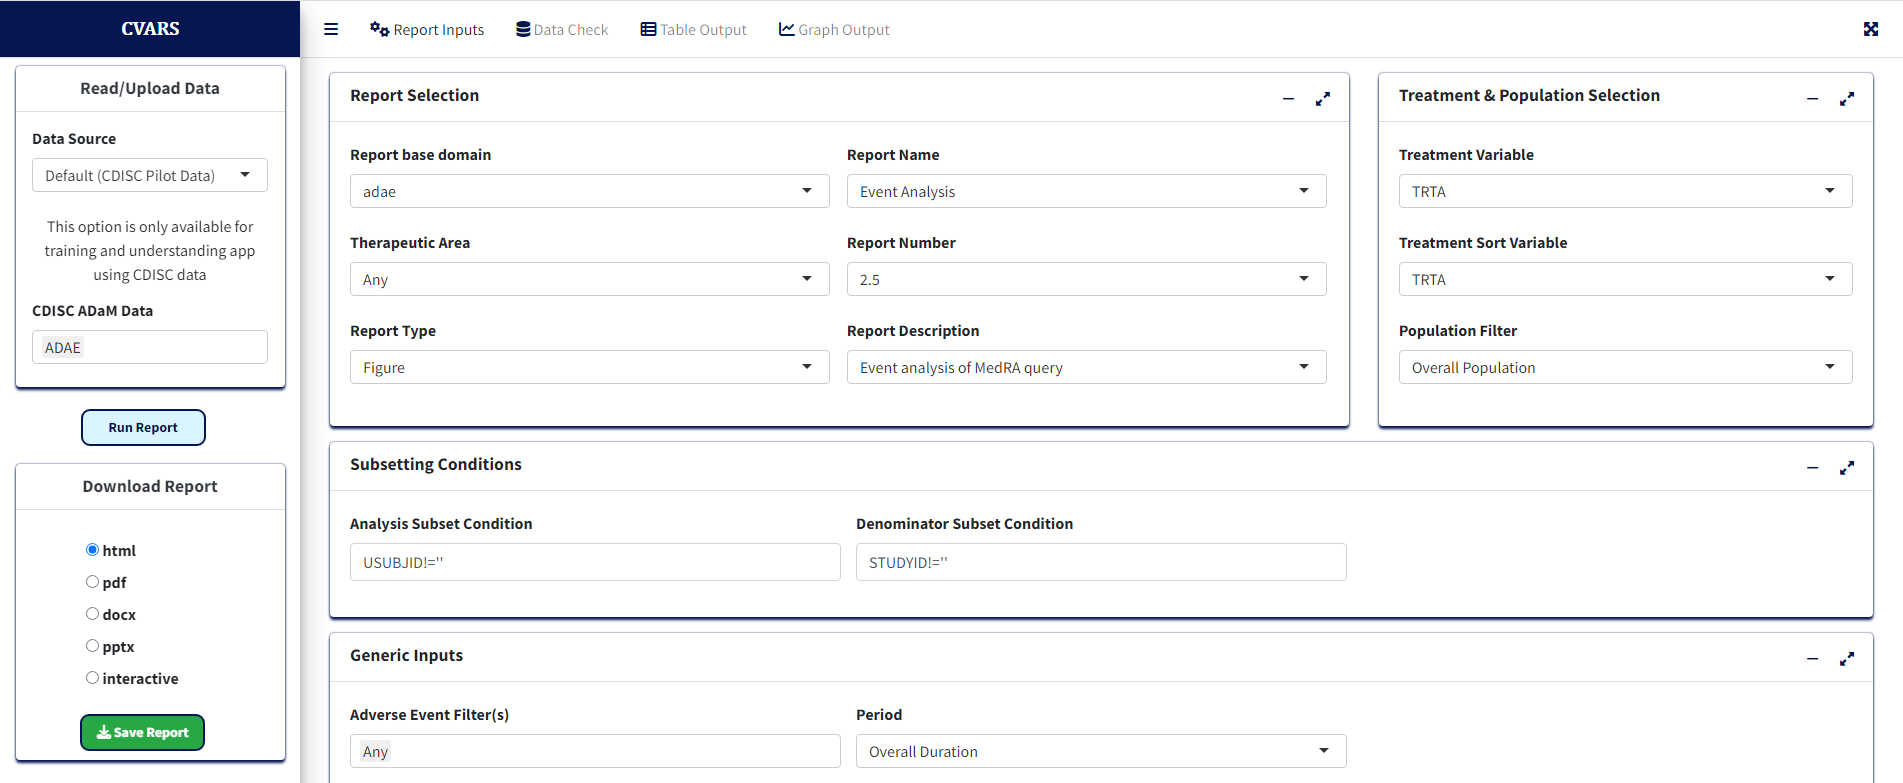 CVARS
Report Inputs
Data Check
Table Output
Graph Output
Read/Upload Data
Data Source
Default (CDISC Pilot Data)
This option is only available for
training and understanding app
using CDISC data
CDISC ADaM Data
ADAE
Run Report
Download Report
html
pdf
docx
pptx
interactive
Save Report
Report Selection
Report base domain
adae
Report Name
Event Analysis
Therapeutic Area
Any
Report Number
2.5
Report Type
Figure
Report Description
Event analysis of MedRA query
Treatment & Population Selection
Treatment Variable
TRTA
Treatment Sort Variable
TRTA
Population Filter
Overall Population
Subsetting Conditions
Analysis Subset Condition
USUBJID!=''
Denominator Subset Condition
STUDYID!=''
Generic Inputs
Adverse Event Filter(s)
Any
Period
Overall Duration